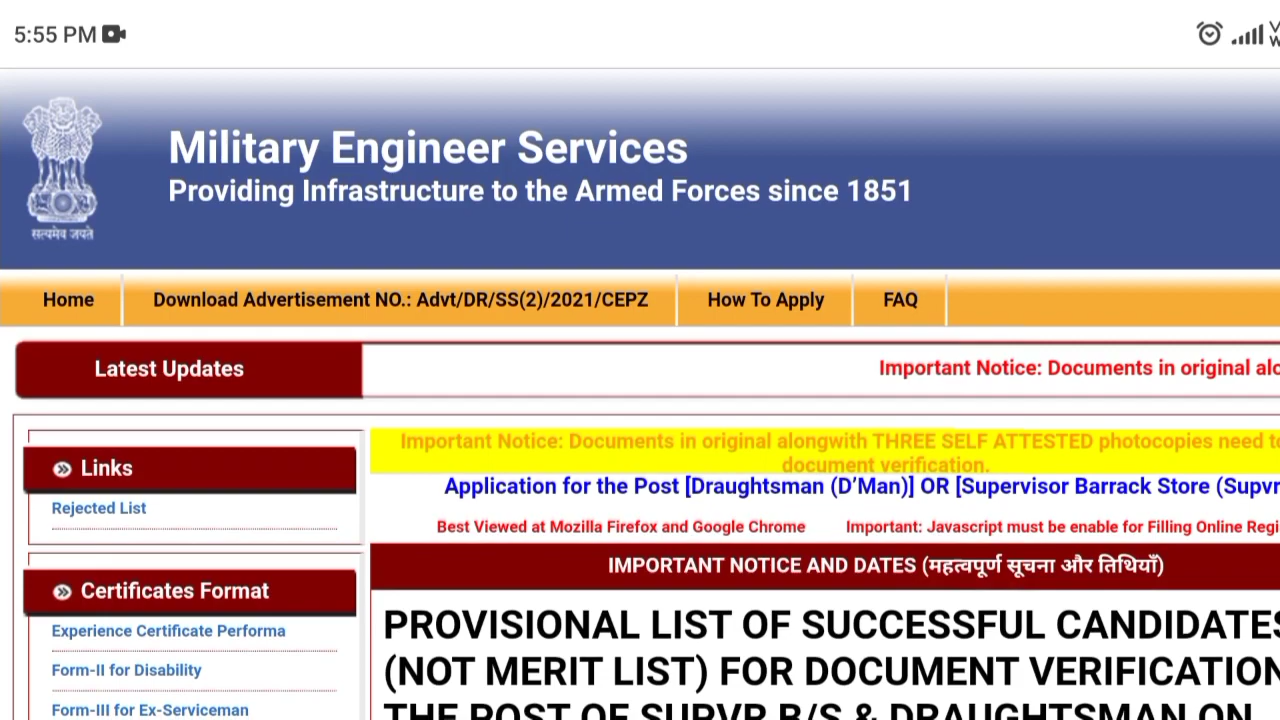 5:55 PM
सत्यमेव जयते
Military Engineer Services
Providing Infrastructure to the Armed Forces since 1851
Home
Download Advertisement NO.: Advt/DR/SS(2)/2021/CEPZ
How To Apply
FAQ
Latest Updates
Important Notice: Documents in original
Links
Rejected List
Certificates Format
Experience Certificate Performa
Form-II for Disability
Form-III for Ex-Serviceman
Important Notice: Documents in original alongwith THREE SELF ATTESTED photocopies need
document verification.
Application for the Post [Draughtsman (D'Man)] OR [Supervisor Barrack Store (Supvr
Best Viewed at Mozilla Firefox and Google Chrome
Important: Javascript must be enable for Filling Online
IMPORTANT NOTICE AND DATES (महत्वपूर्ण सूचना और तिथियाँ)
PROVISIONAL LIST OF SUCCESSFUL CANDIDATES
(NOT MERIT LIST) FOR DOCUMENT VERIFICATION
THE POST OF SUPVR B/S & DRAUGHTSMAN ON